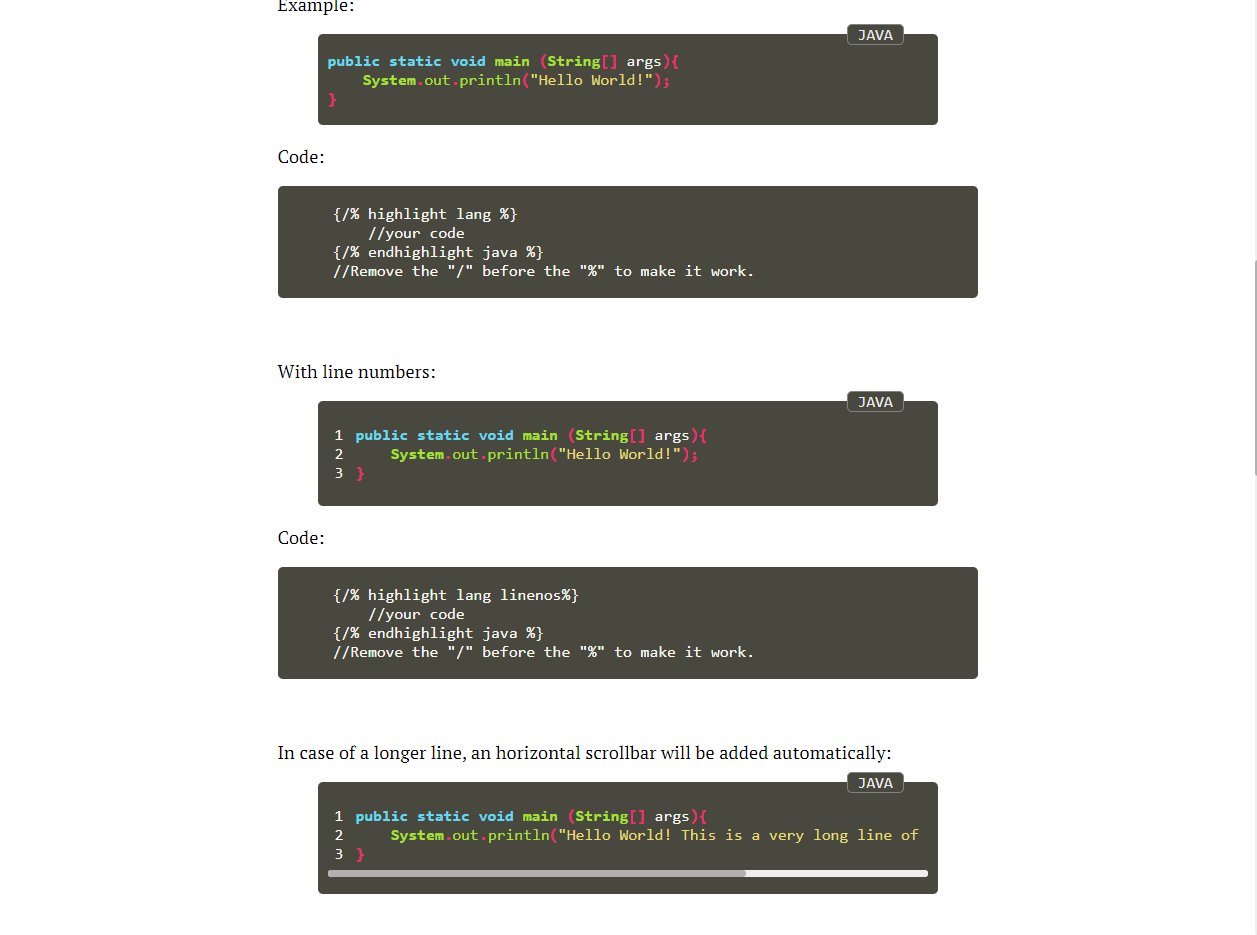 Example:
JAVA
public static void main (String[] args){
    System.out.println("Hello World!");
}
Code:
{/% highlight lang %}
    //your code
{/% endhighlight java %}
//Remove the "/" before the "%" to make it work.
With line numbers:
JAVA
1 public static void main (String[] args){
2     System.out.println("Hello World!");
3 }
Code:
{/% highlight lang linenos%}
    //your code
{/% endhighlight java %}
//Remove the "/" before the "%" to make it work.
In case of a longer line, an horizontal scrollbar will be added automatically:
JAVA
1 public static void main (String[] args){
2     System.out.println("Hello World! This is a very long line of
3 }